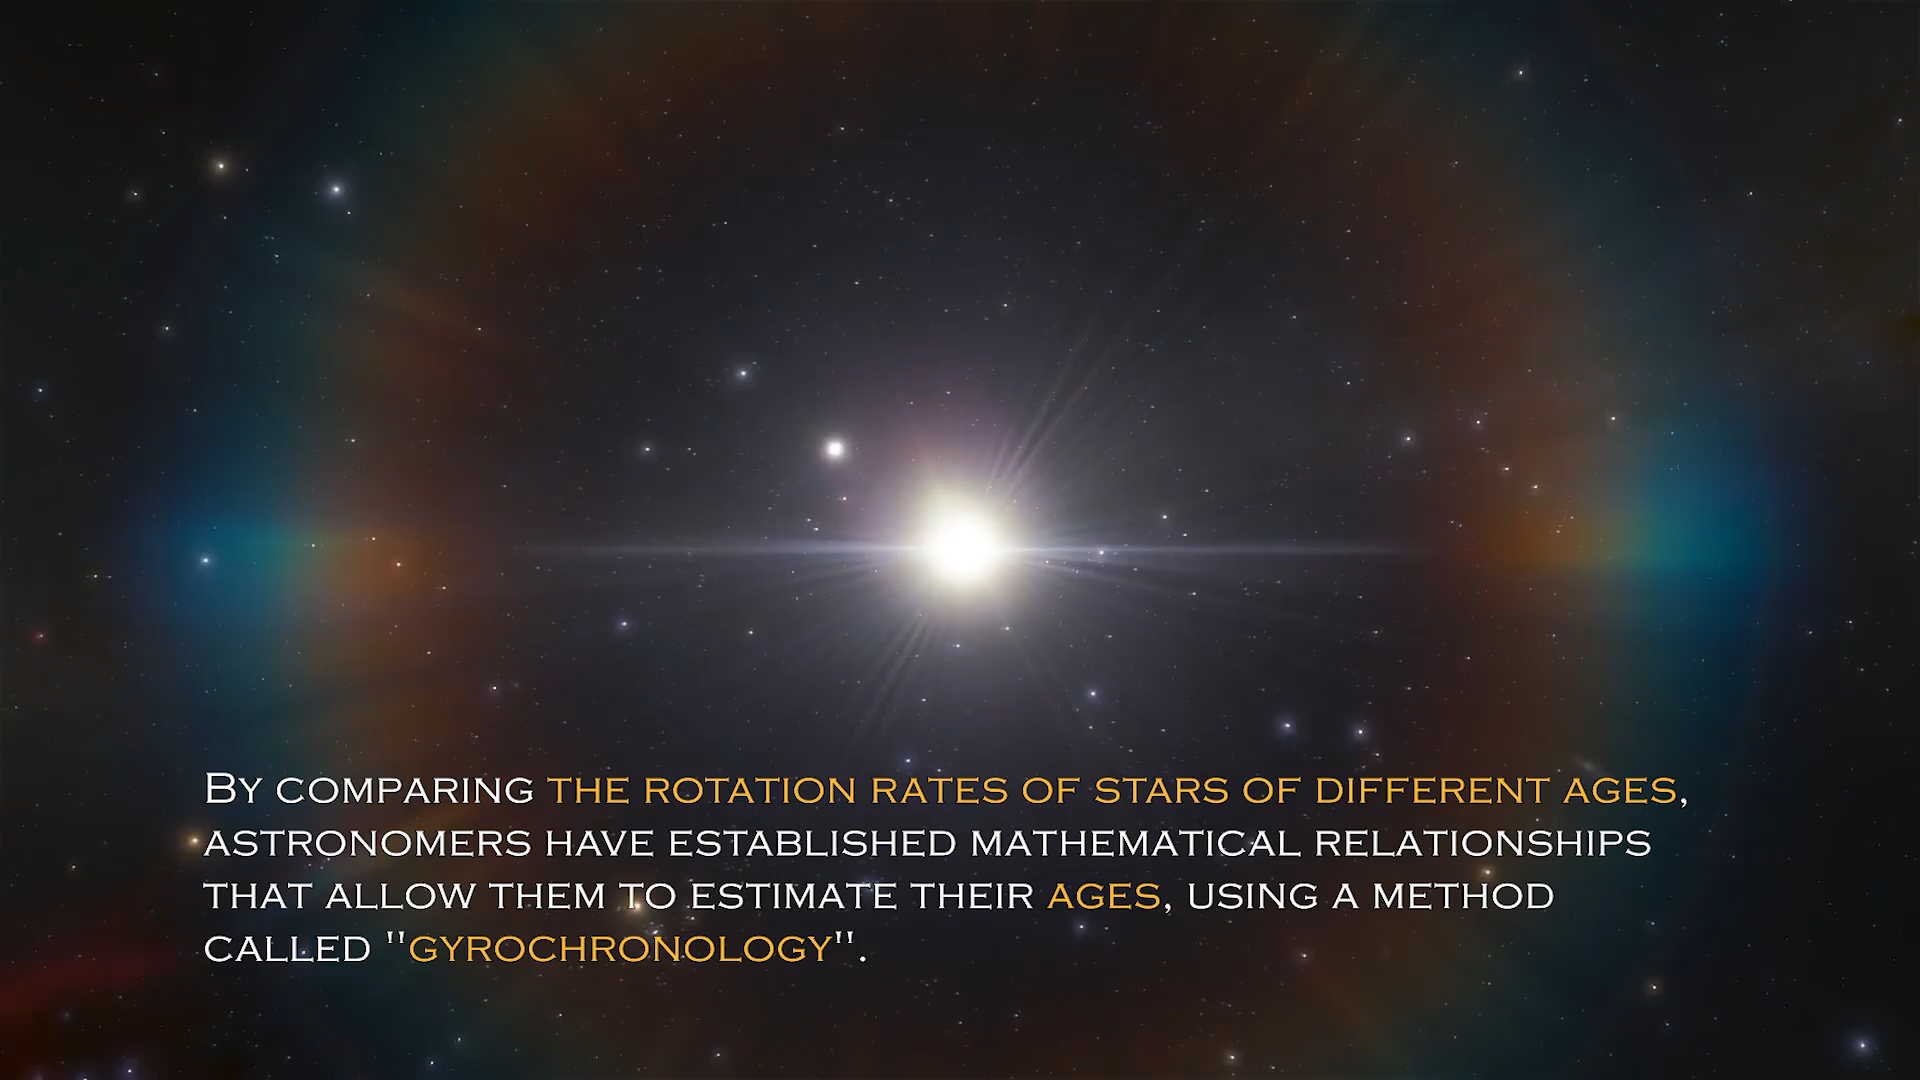 By comparing the rotation rates of stars of different ages,
astronomers have established mathematical relationships
that allow them to estimate their ages, using a method
called "gyrochronology".